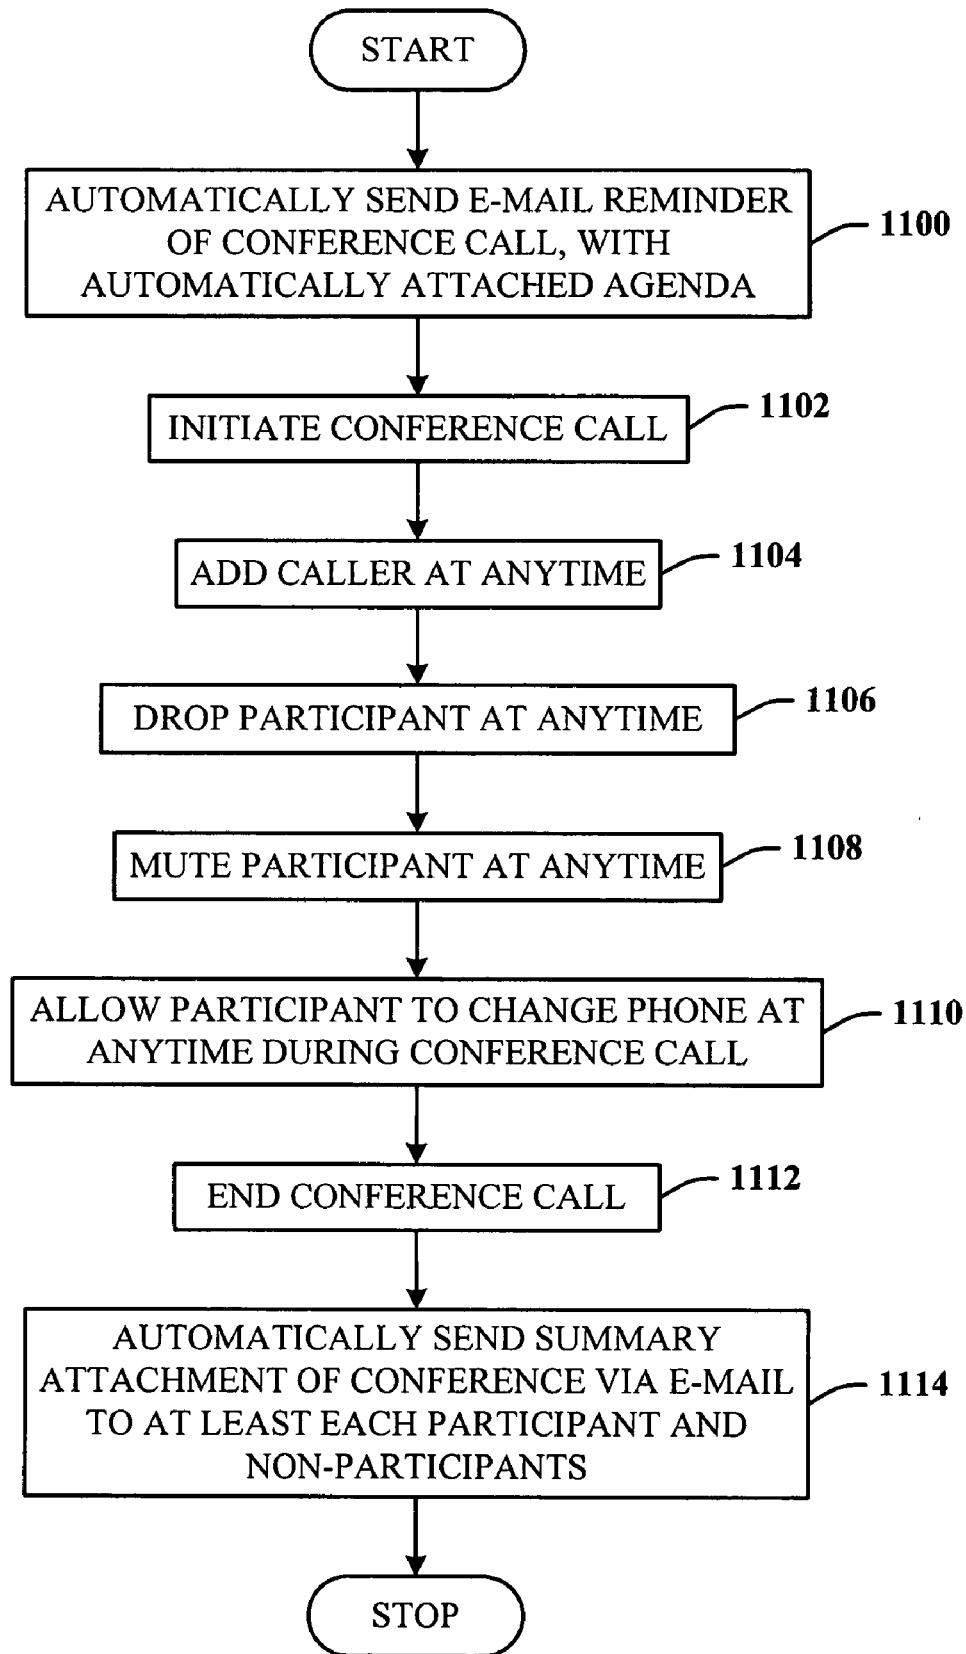 START
AUTOMATICALLY SEND E-MAIL REMINDER
OF CONFERENCE CALL, WITH
AUTOMATICALLY ATTACHED AGENDA
1100
INITIATE CONFERENCE CALL
1102
ADD CALLER AT ANYTIME
1104
DROP PARTICIPANT AT ANYTIME
1106
MUTE PARTICIPANT AT ANYTIME
1108
ALLOW PARTICIPANT TO CHANGE PHONE AT
ANYTIME DURING CONFERENCE CALL
1110
END CONFERENCE CALL
1112
AUTOMATICALLY SEND SUMMARY
ATTACHMENT OF CONFERENCE VIA E-MAIL
TO AT LEAST EACH PARTICIPANT AND
NON-PARTICIPANTS
1114
STOP